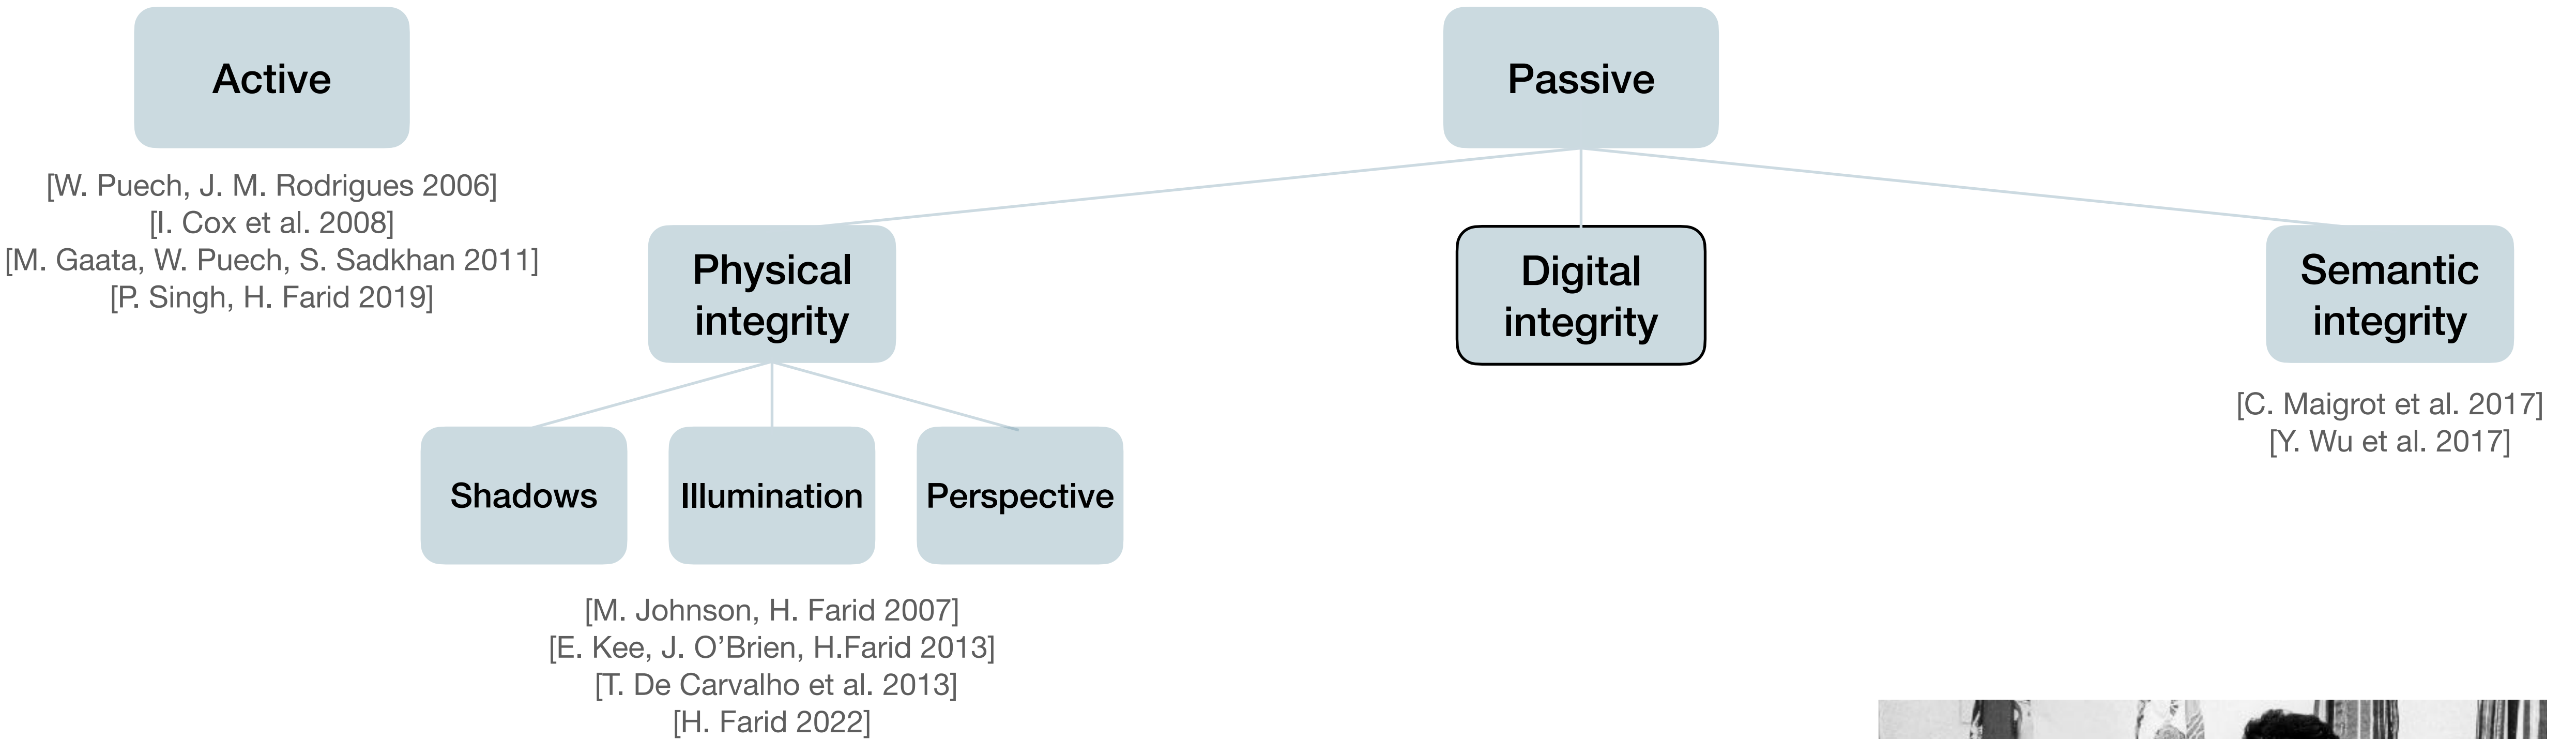 Active
Passive
[W. Puech, J. M. Rodrigues 2006]
[I. Cox et al. 2008]
[M. Gaata, W. Puech, S. Sadkhan 2011]
[P. Singh, H. Farid 2019]
Physical
integrity
Digital
integrity
Semantic
integrity
[C. Maigrot et al. 2017]
[Y. Wu et al. 2017]
Shadows
Illumination
Perspective
[M. Johnson, H. Farid 2007]
[E. Kee, J. O’Brien, H.Farid 2013]
[T. De Carvalho et al. 2013]
[H. Farid 2022]